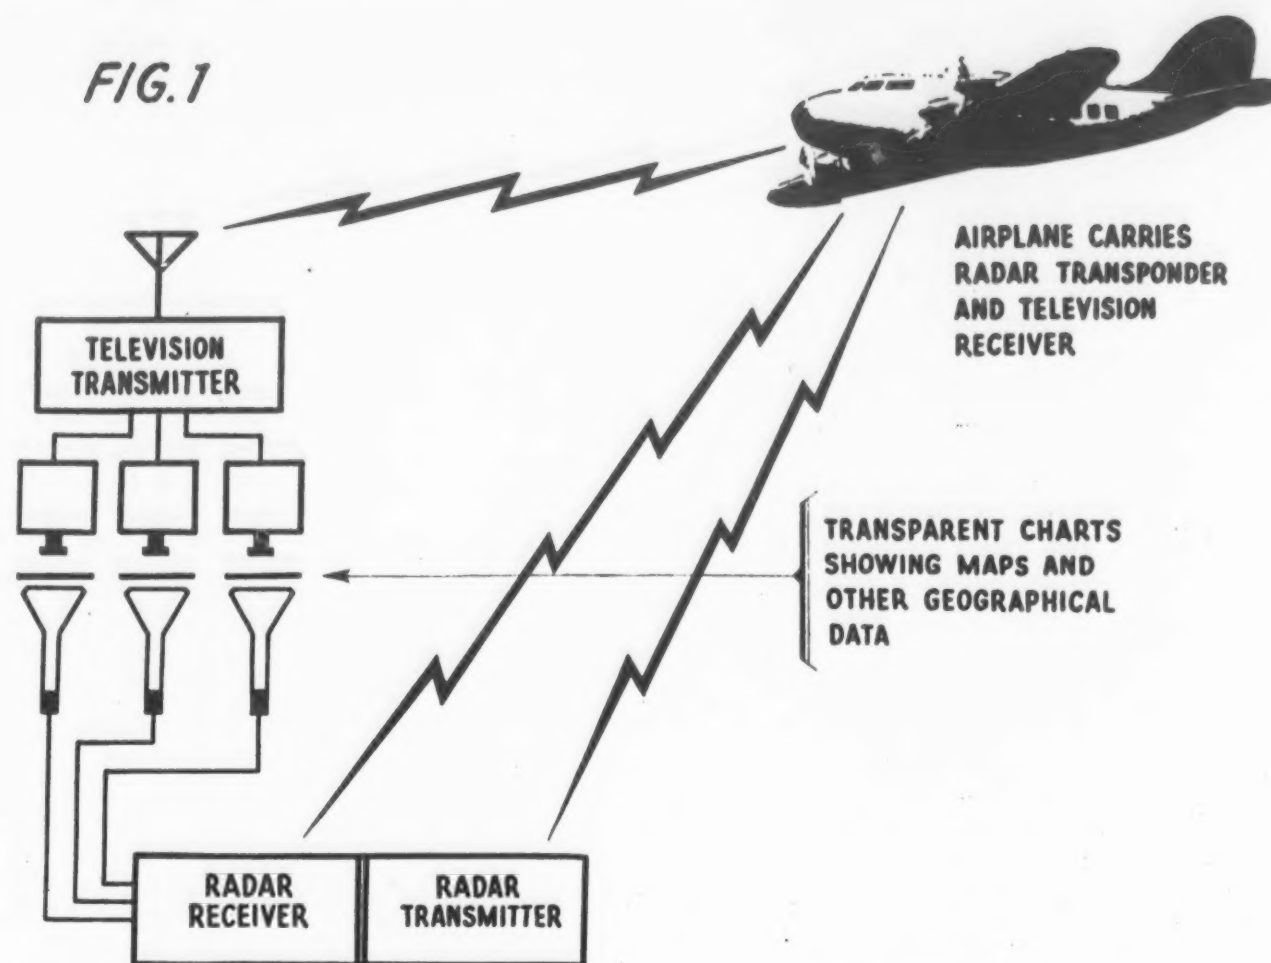 FIG.1
AIRPLANE CARRIES
RADAR TRANSPONDER
AND TELEVISION
RECEIVER
TELEVISION
TRANSMITTER
TRANSPARENT CHARTS
SHOWING MAPS AND
OTHER GEOGRAPHICAL
DATA
RADAR
RECEIVER
RADAR
TRANSMITTER